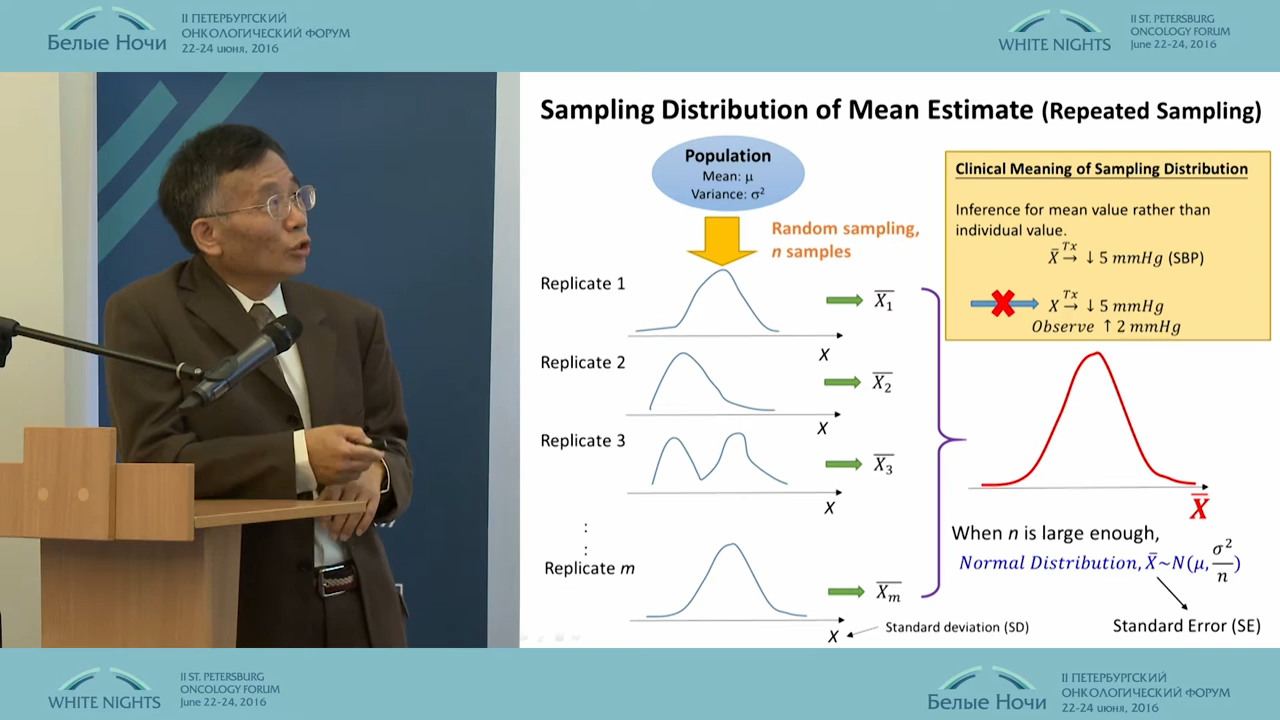 II ПЕТЕРБУРГСКИЙ
ОНКОЛОГИЧЕСКИЙ ФОРУМ
Белые Ночи
22-24 июня, 2016
II ST. PETERSBURG
ONCOLOGY FORUM
WHITE NIGHTS
June 22-24, 2016
Sampling Distribution of Mean Estimate (Repeated Sampling)
Population
Mean: μ
Variance: σ²
Random sampling,
n samples
Replicate 1
X̅₁
X
Replicate 2
X̅₂
X
Replicate 3
X̅₃
X
:
:
Replicate m
X̅ₘ
X
Standard deviation (SD)
Clinical Meaning of Sampling Distribution
Inference for mean value rather than
individual value.
X̄ →Tx ↓ 5 mmHg (SBP)
X →Tx ↓ 5 mmHg
Observe ↑ 2 mmHg
X̅
When n is large enough,
Normal Distribution, X̄~N(μ, σ²/n)
Standard Error (SE)
WHITE NIGHTS
II ST. PETERSBURG
ONCOLOGY FORUM
June 22-24, 2016
Белые Ночи
II ПЕТЕРБУРГСКИЙ
ОНКОЛОГИЧЕСКИЙ ФОРУМ
22-24 июня, 2016